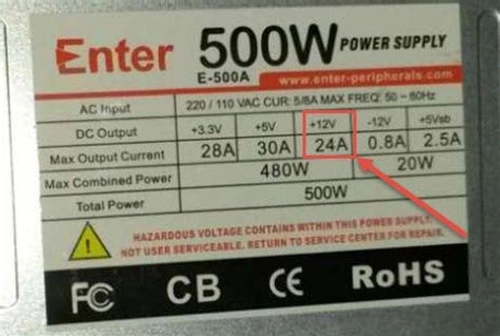 Enter 500W POWER SUPPLY
E-500A www.enter-peripherals.com
AC Input 220 / 110 VAC CUR: 5/8A MAX FREQ: 50 - 60Hz
DC Output +3.3V +5V +12V -12V +5Vsb
Max Output Current 28A 30A 24A 0.8A 2.5A
Max Combined Power 480W 20W
Total Power 500W
HAZARDOUS VOLTAGE CONTAINS WITHIN THIS POWER SUPPLY.
NOT USER SERVICEABLE. RETURN TO SERVICE CENTER FOR REPAIR.
FC CB CE RoHS